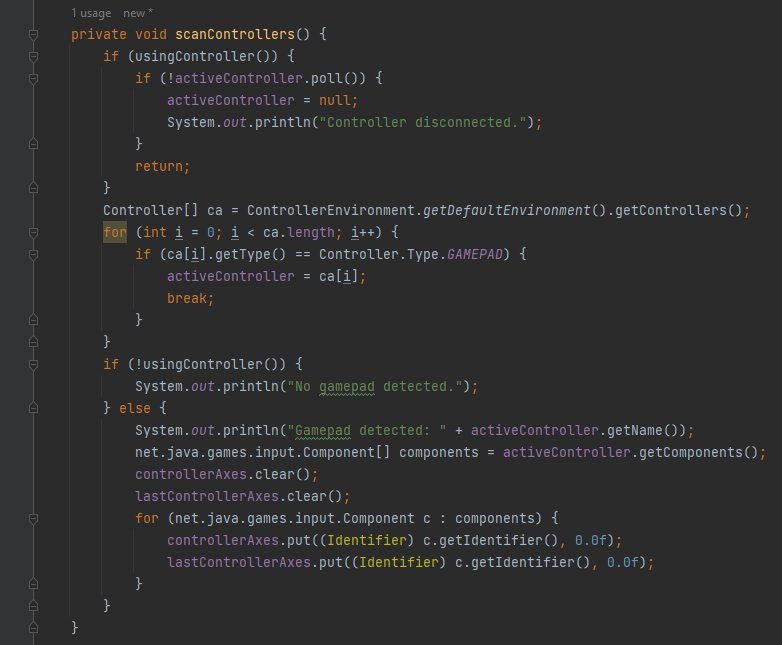 1 usage   new *
private void scanControllers() {
    if (usingController()) {
        if (!activeController.poll()) {
            activeController = null;
            System.out.println("Controller disconnected.");
        }
        return;
    }
    Controller[] ca = ControllerEnvironment.getDefaultEnvironment().getControllers();
    for (int i = 0; i < ca.length; i++) {
        if (ca[i].getType() == Controller.Type.GAMEPAD) {
            activeController = ca[i];
            break;
        }
    }
    if (!usingController()) {
        System.out.println("No gamepad detected.");
    } else {
        System.out.println("Gamepad detected: " + activeController.getName());
        net.java.games.input.Component[] components = activeController.getComponents();
        controllerAxes.clear();
        lastControllerAxes.clear();
        for (net.java.games.input.Component c : components) {
            controllerAxes.put((Identifier) c.getIdentifier(), 0.0f);
            lastControllerAxes.put((Identifier) c.getIdentifier(), 0.0f);
        }
    }
}